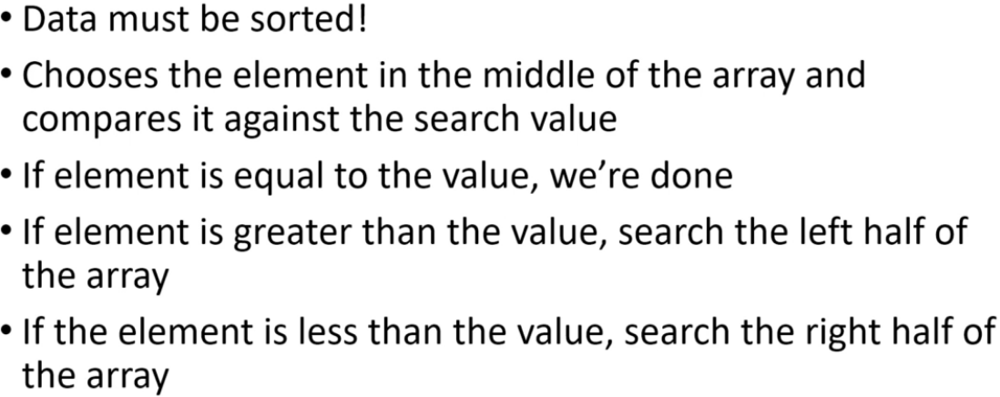 • Data must be sorted!
• Chooses the element in the middle of the array and
compares it against the search value
• If element is equal to the value, we’re done
• If element is greater than the value, search the left half of
the array
• If the element is less than the value, search the right half of
the array